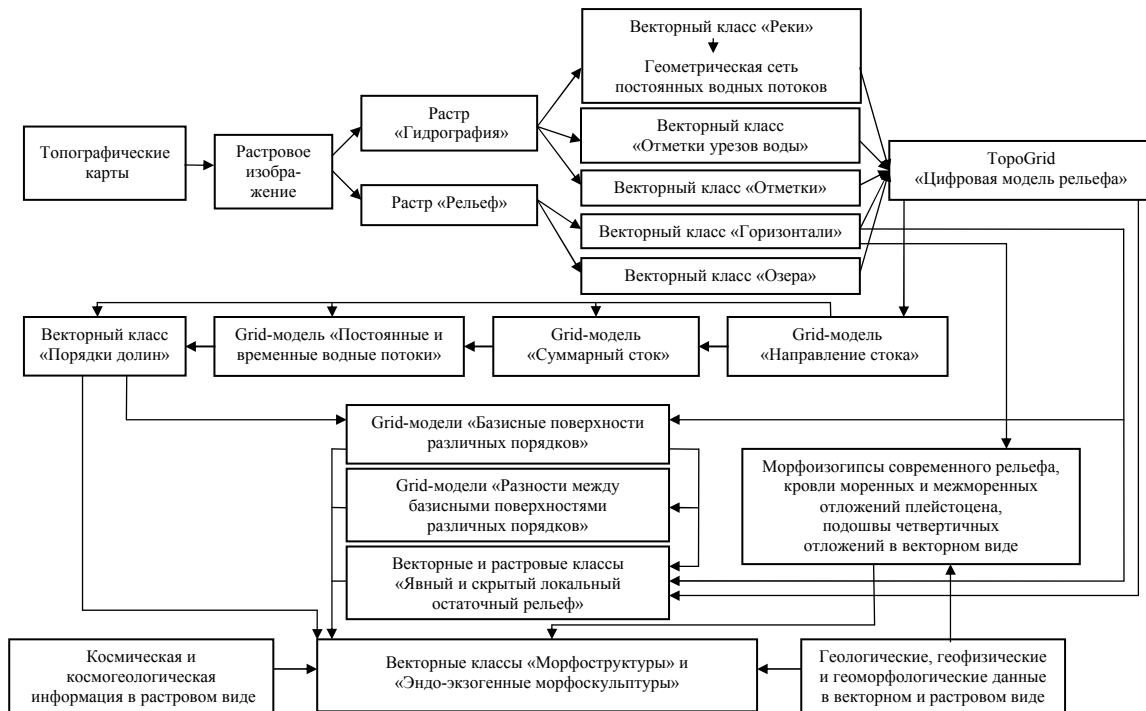 Векторный класс «Реки»
Геометрическая сеть
постоянных водных потоков
Растр
«Гидрография»
Векторный класс
«Отметки урезов воды»
Топографические
карты
Растровое
изобра-
жение
TopoGrid
«Цифровая модель рельефа»
Векторный класс «Отметки»
Растр «Рельеф»
Векторный класс «Горизонтали»
Векторный класс «Озера»
Векторный класс
«Порядки долин»
Grid-модель «Постоянные и
временные водные потоки»
Grid-модель
«Суммарный сток»
Grid-модель
«Направление стока»
Grid-модели «Базисные поверхности
различных порядков»
Grid-модели «Разности между
базисными поверхностями
различных порядков»
Морфоизогипсы современного рельефа,
кровли моренных и межморенных
отложений плейстоцена,
подошвы четвертичных
отложений в векторном виде
Векторные и растровые классы
«Явный и скрытый локальный
остаточный рельеф»
Космическая и
космогеологическая
информация в растровом виде
Векторные классы «Морфоструктуры» и
«Эндо-экзогенные морфоскульптуры»
Геологические, геофизические
и геоморфологические данные
в векторном и растровом виде